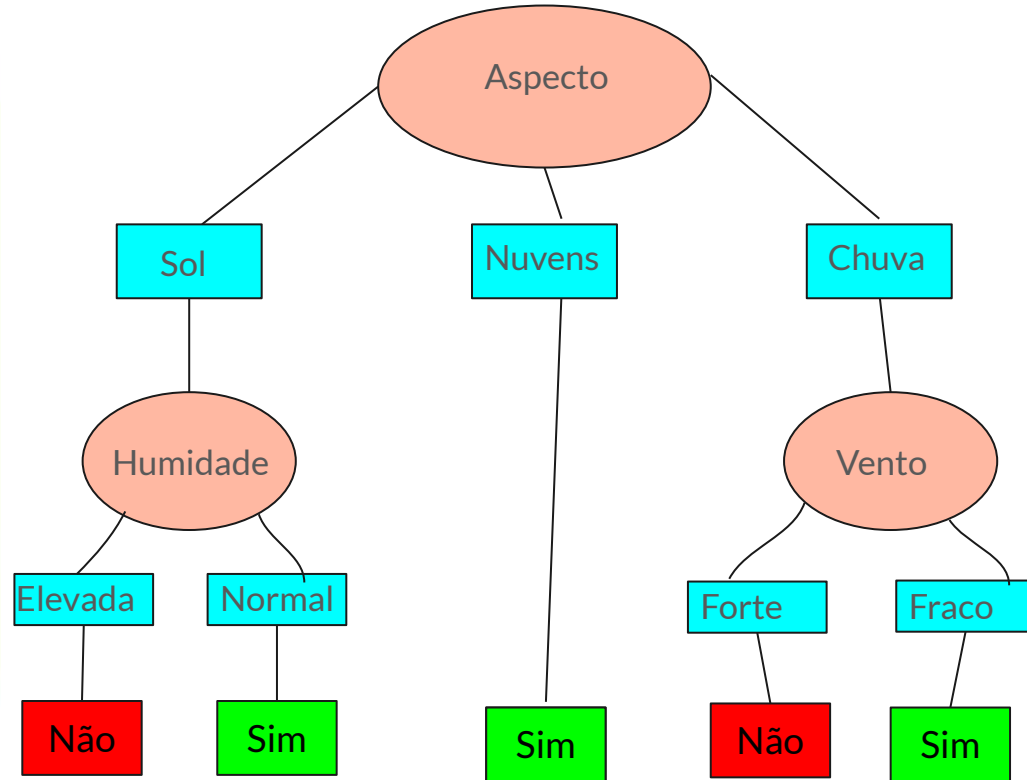 Aspecto
Sol
Nuvens
Chuva
Humidade
Vento
Elevada
Normal
Forte
Fraco
Não
Sim
Sim
Não
Sim